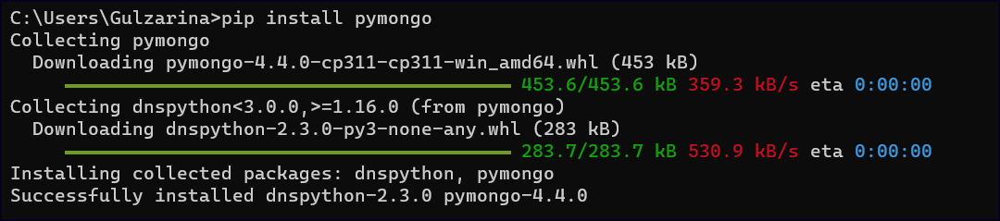 C:\Users\Gulzarina>pip install pymongo
Collecting pymongo
  Downloading pymongo-4.4.0-cp311-cp311-win_amd64.whl (453 kB)
453.6/453.6 kB 359.3 kB/s eta 0:00:00
Collecting dnspython<3.0.0,>=1.16.0 (from pymongo)
  Downloading dnspython-2.3.0-py3-none-any.whl (283 kB)
283.7/283.7 kB 530.9 kB/s eta 0:00:00
Installing collected packages: dnspython, pymongo
Successfully installed dnspython-2.3.0 pymongo-4.4.0